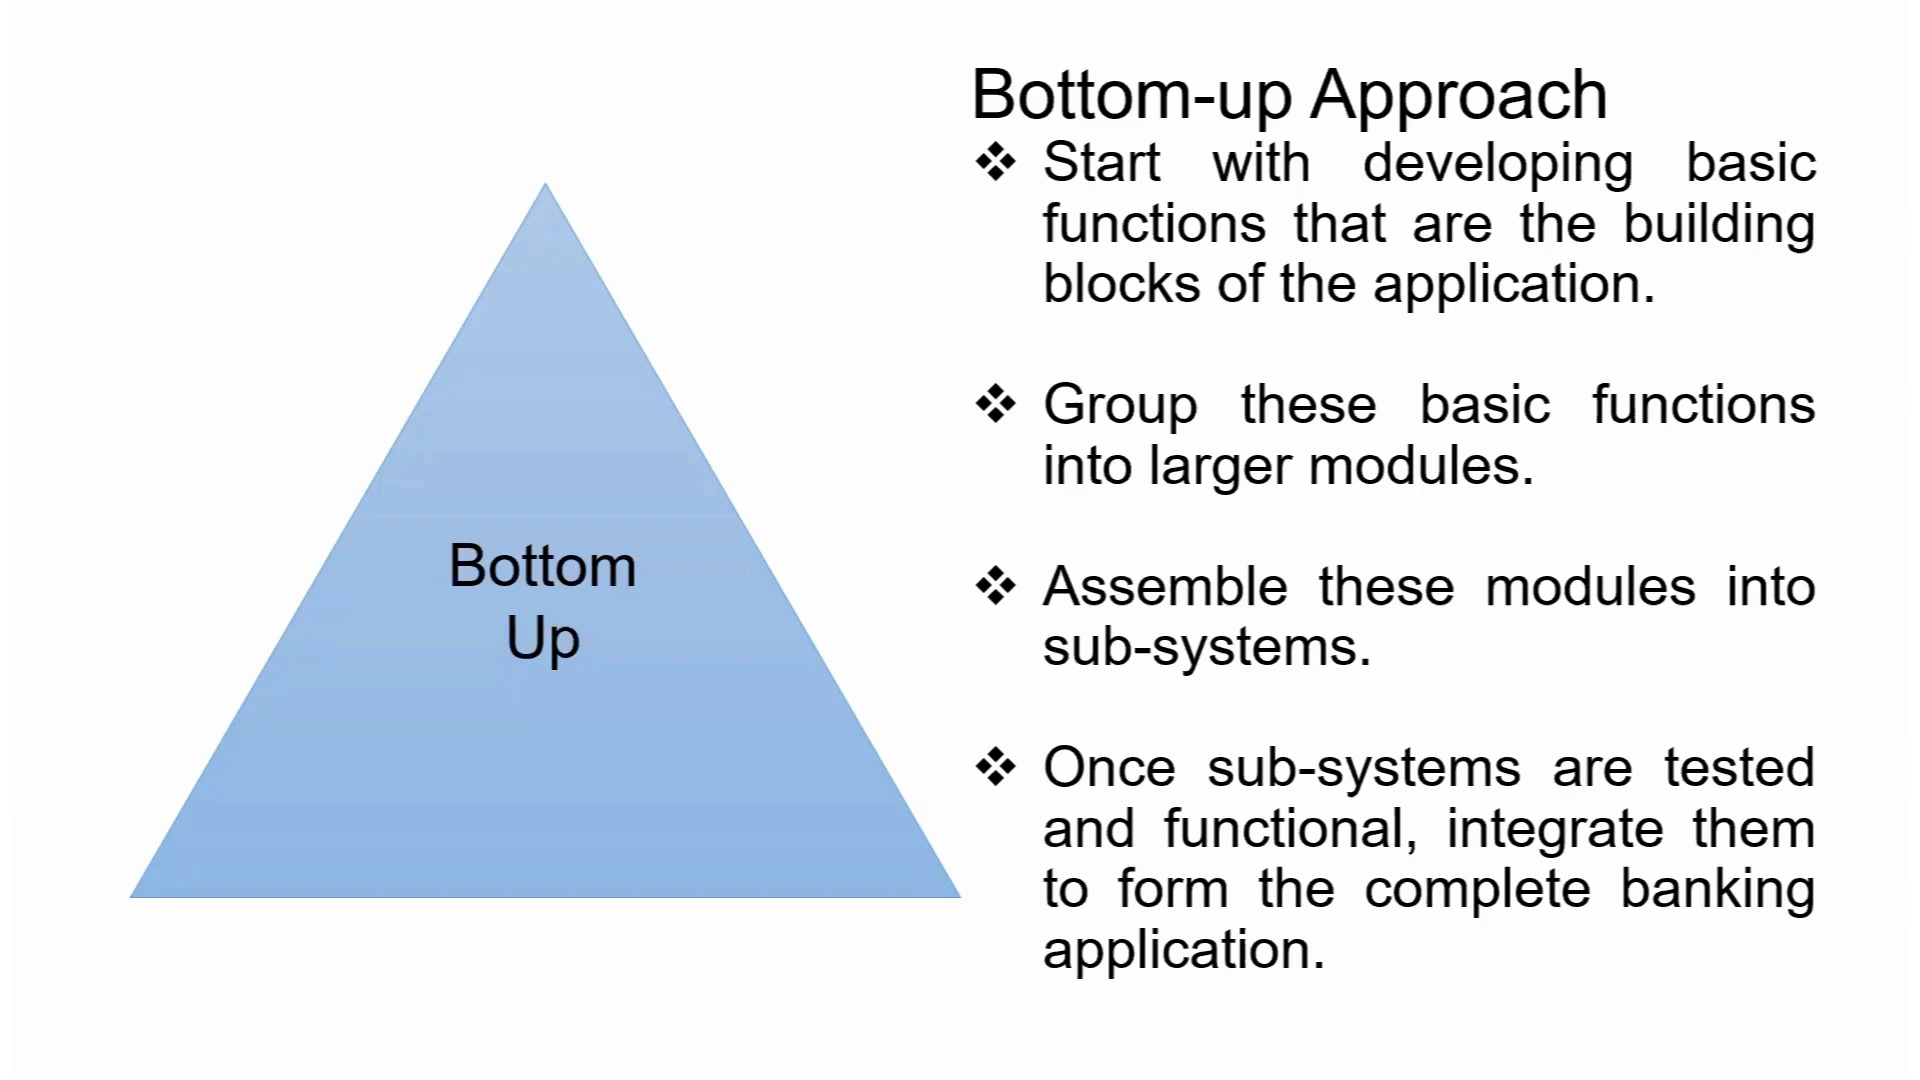 Bottom
Up
Bottom-up Approach
❖ Start with developing basic
functions that are the building
blocks of the application.
❖ Group these basic functions
into larger modules.
❖ Assemble these modules into
sub-systems.
❖ Once sub-systems are tested
and functional, integrate them
to form the complete banking
application.